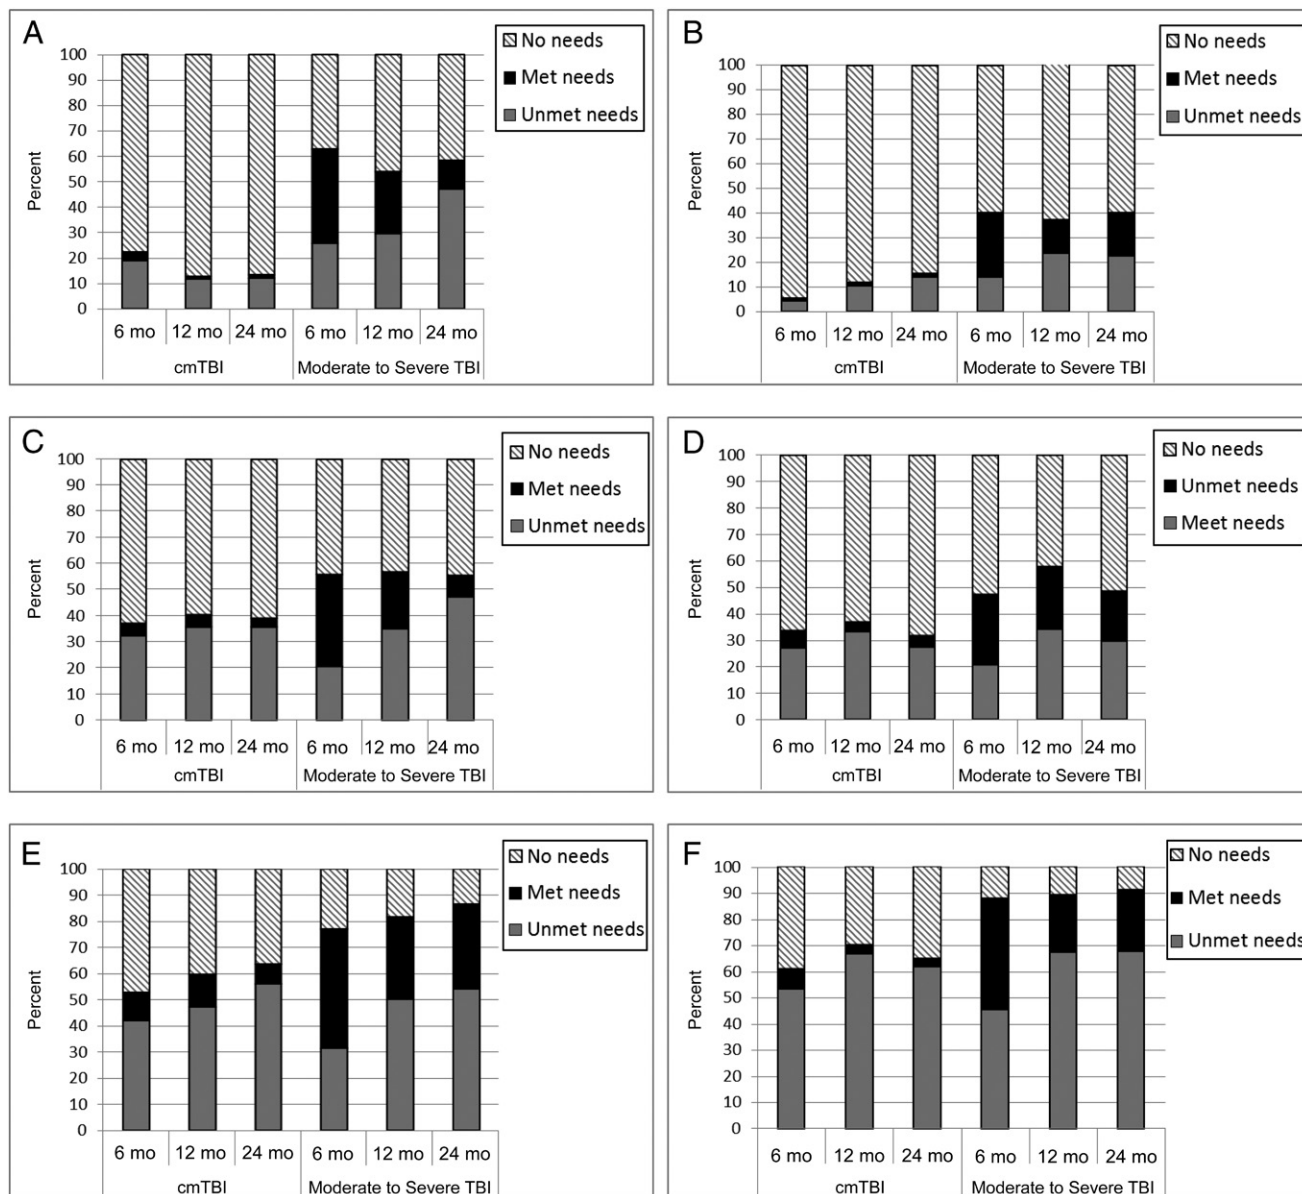 A
Percent
100
90
80
70
60
50
40
30
20
10
0
6 mo 12 mo 24 mo 6 mo 12 mo 24 mo
cmTBI Moderate to Severe TBI
No needs
Met needs
Unmet needs
B
Percent
100
90
80
70
60
50
40
30
20
10
0
6 mo 12 mo 24 mo 6 mo 12 mo 24 mo
cmTBI Moderate to Severe TBI
No needs
Met needs
Unmet needs
C
Percent
100
90
80
70
60
50
40
30
20
10
0
6 mo 12 mo 24 mo 6 mo 12 mo 24 mo
cmTBI Moderate to Severe TBI
No needs
Met needs
Unmet needs
D
Percent
100
90
80
70
60
50
40
30
20
10
0
6 mo 12 mo 24 mo 6 mo 12 mo 24 mo
cmTBI Moderate to Severe TBI
No needs
Unmet needs
Meet needs
E
Percent
100
90
80
70
60
50
40
30
20
10
0
6 mo 12 mo 24 mo 6 mo 12 mo 24 mo
cmTBI Moderate to Severe TBI
No needs
Met needs
Unmet needs
F
Percent
100
90
80
70
60
50
40
30
20
10
0
6 mo 12 mo 24 mo 6 mo 12 mo 24 mo
cmTBI Moderate to Severe TBI
No needs
Met needs
Unmet needs